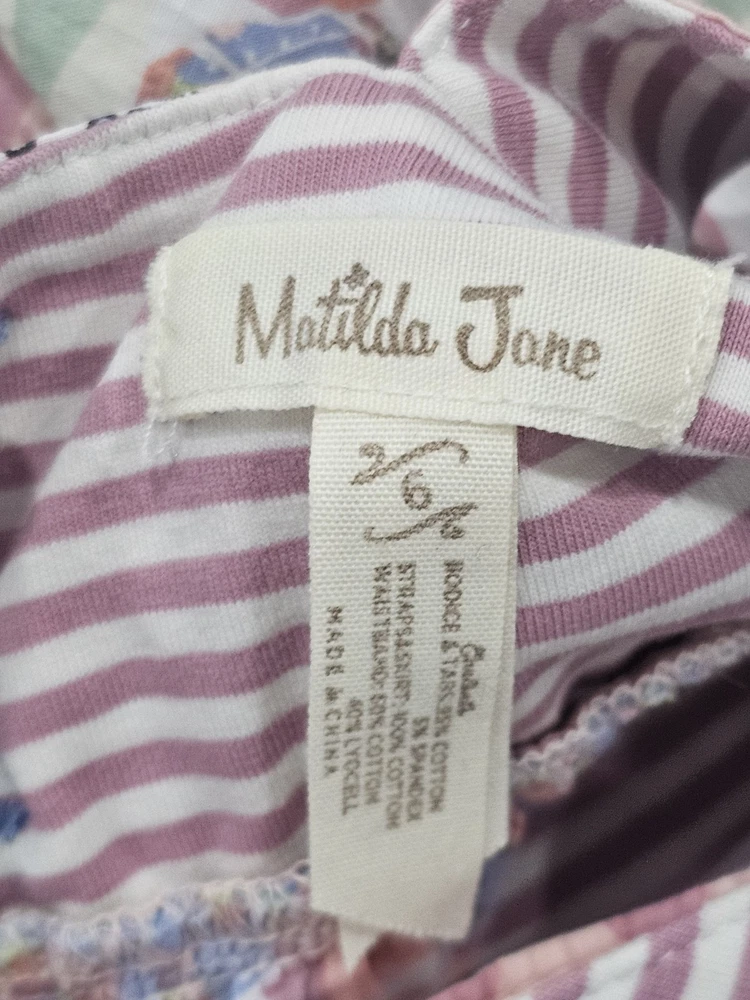 Matilda Jane
6
Content
BODICE & TABS: 95% COTTON
5% SPANDEX
STRAPS&SKIRT: 100% COTTON
WAISTBAND: 60% COTTON
40% LYOCELL
MADE in CHINA